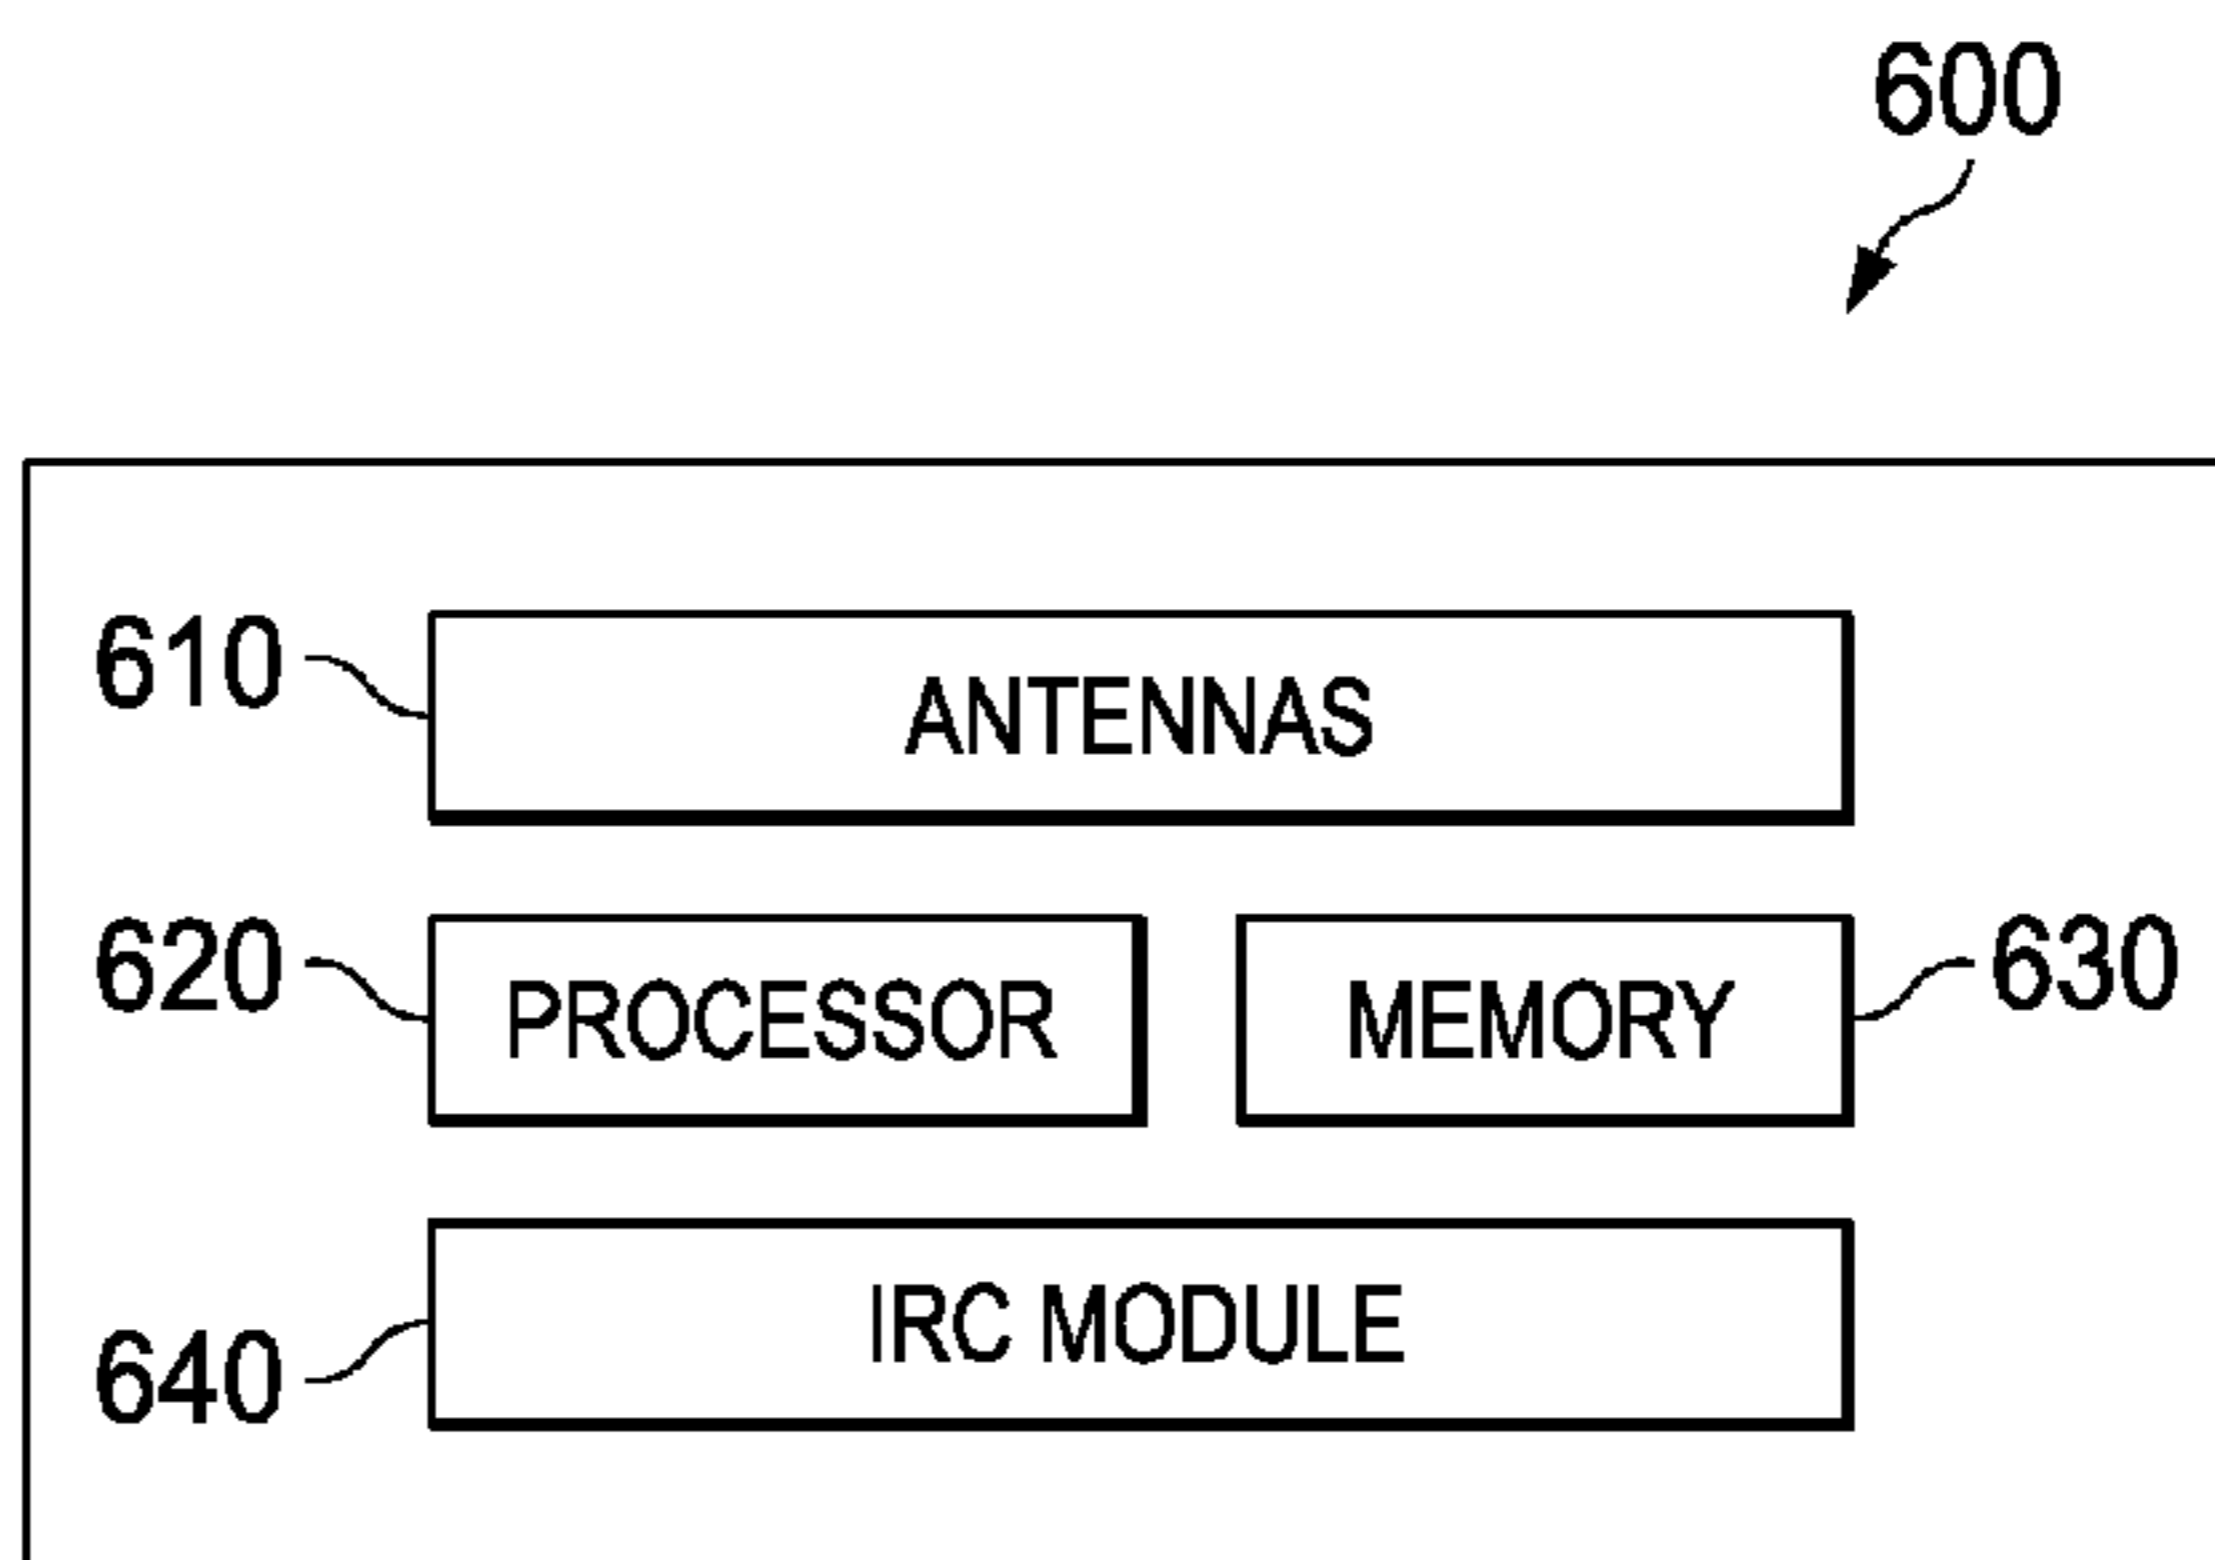 600
610
ANTENNAS
620
PROCESSOR
MEMORY
630
IRC MODULE
640